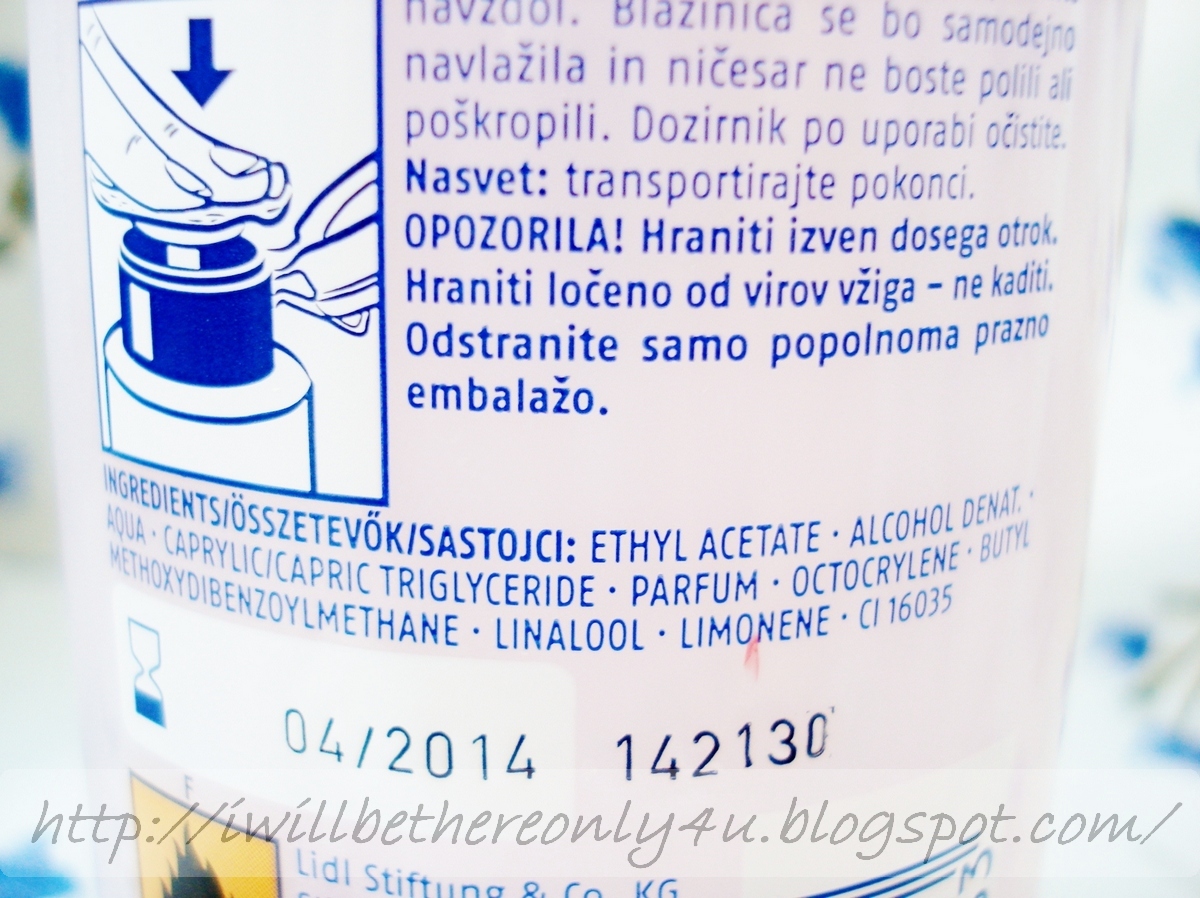 navzdol. Blazinica se bo samodejno
navlažila in ničesar ne boste polili ali
poškropili. Dozirnik po uporabi očistite.
Nasvet: transportirajte pokonci.
OPOZORILA! Hraniti izven dosega otrok.
Hraniti ločeno od virov vžiga – ne kaditi.
Odstranite samo popolnoma prazno
embalažo.
INGREDIENTS/ÖSSZETEVŐK/SASTOJCI: ETHYL ACETATE · ALCOHOL DENAT. ·
AQUA · CAPRYLIC/CAPRIC TRIGLYCERIDE · PARFUM · OCTOCRYLENE · BUTYL
METHOXYDIBENZOYLMETHANE · LINALOOL · LIMONENE · CI 16035
04/2014 142130
F
http://iwillbethereonly4u.blogspot.com/
Lidl Stiftung & Co. KG